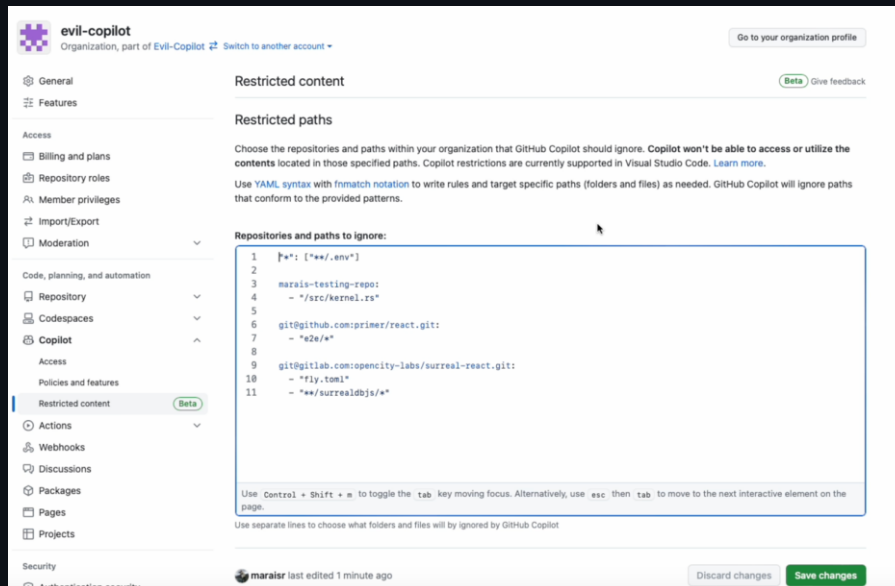 evil-copilot
Organization, part of Evil-Copilot Switch to another account
Go to your organization profile
General
Features
Access
Billing and plans
Repository roles
Member privileges
Import/Export
Moderation
Code, planning, and automation
Repository
Codespaces
Copilot
Access
Policies and features
Restricted content Beta
Actions
Webhooks
Discussions
Packages
Pages
Projects
Security
Restricted content
Beta Give feedback
Restricted paths
Choose the repositories and paths within your organization that GitHub Copilot should ignore. Copilot won't be able to access or utilize the
contents located in those specified paths. Copilot restrictions are currently supported in Visual Studio Code. Learn more.
Use YAML syntax with fnmatch notation to write rules and target specific paths (folders and files) as needed. GitHub Copilot will ignore paths
that conform to the provided patterns.
Repositories and paths to ignore:
1 "*": ["**/.env"]
2
3 marais-testing-repo:
4 - "/src/kernel.rs"
5
6 git@github.com:primer/react.git:
7 - "e2e/*"
8
9 git@gitlab.com:opencity-labs/surreal-react.git:
10 - "fly.toml"
11 - "**/surrealdbjs/*"
Use Control + Shift + m to toggle the tab key moving focus. Alternatively, use esc then tab to move to the next interactive element on the
page.
Use separate lines to choose what folders and files will by ignored by GitHub Copilot
maraisr last edited 1 minute ago
Discard changes
Save changes